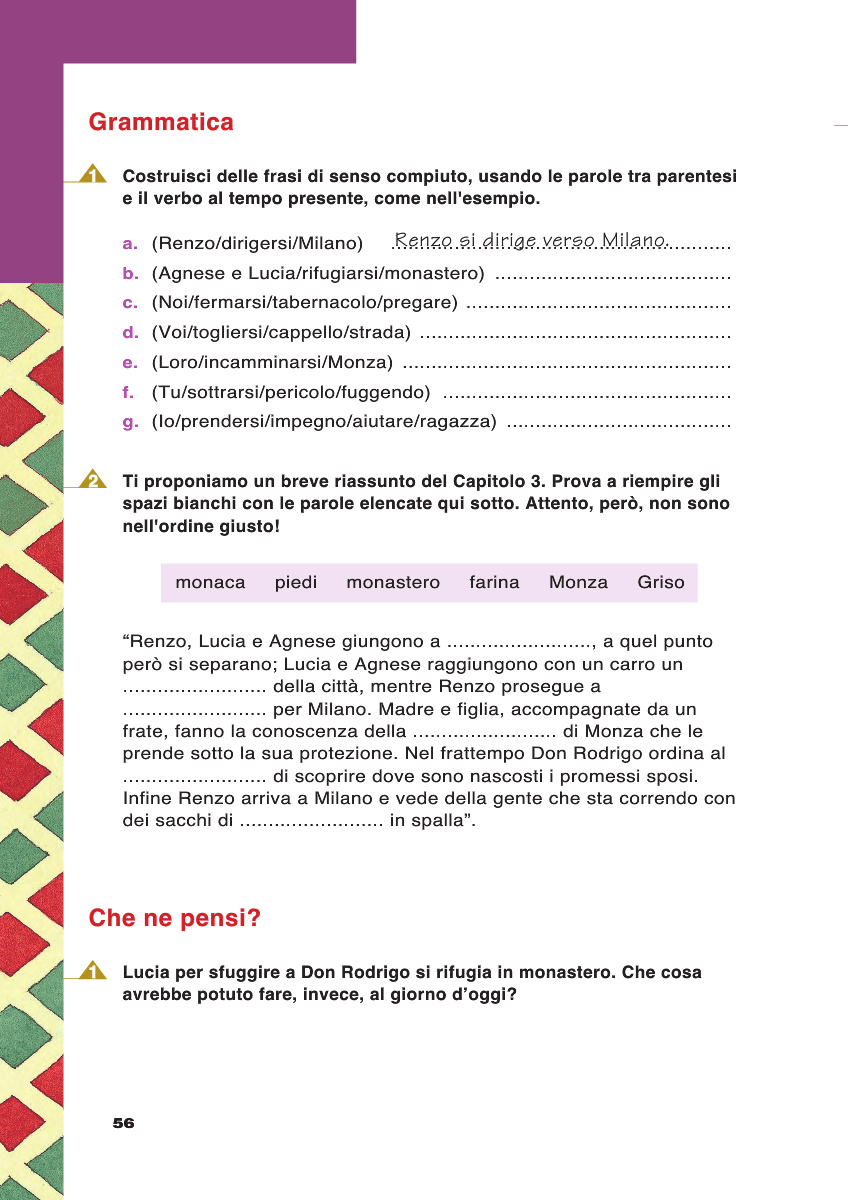 Grammatica
1 Costruisci delle frasi di senso compiuto, usando le parole tra parentesi
e il verbo al tempo presente, come nell'esempio.
a. (Renzo/dirigersi/Milano) Renzo si dirige verso Milano. ...........
b. (Agnese e Lucia/rifugiarsi/monastero) .........................................
c. (Noi/fermarsi/tabernacolo/pregare) ..............................................
d. (Voi/togliersi/cappello/strada) ......................................................
e. (Loro/incamminarsi/Monza) .........................................................
f. (Tu/sottrarsi/pericolo/fuggendo) ..................................................
g. (Io/prendersi/impegno/aiutare/ragazza) .......................................
2 Ti proponiamo un breve riassunto del Capitolo 3. Prova a riempire gli
spazi bianchi con le parole elencate qui sotto. Attento, però, non sono
nell'ordine giusto!
monaca piedi monastero farina Monza Griso
“Renzo, Lucia e Agnese giungono a ........................., a quel punto
però si separano; Lucia e Agnese raggiungono con un carro un
......................... della città, mentre Renzo prosegue a
......................... per Milano. Madre e figlia, accompagnate da un
frate, fanno la conoscenza della ......................... di Monza che le
prende sotto la sua protezione. Nel frattempo Don Rodrigo ordina al
......................... di scoprire dove sono nascosti i promessi sposi.
Infine Renzo arriva a Milano e vede della gente che sta correndo con
dei sacchi di ......................... in spalla”.
Che ne pensi?
1 Lucia per sfuggire a Don Rodrigo si rifugia in monastero. Che cosa
avrebbe potuto fare, invece, al giorno d’oggi?
56